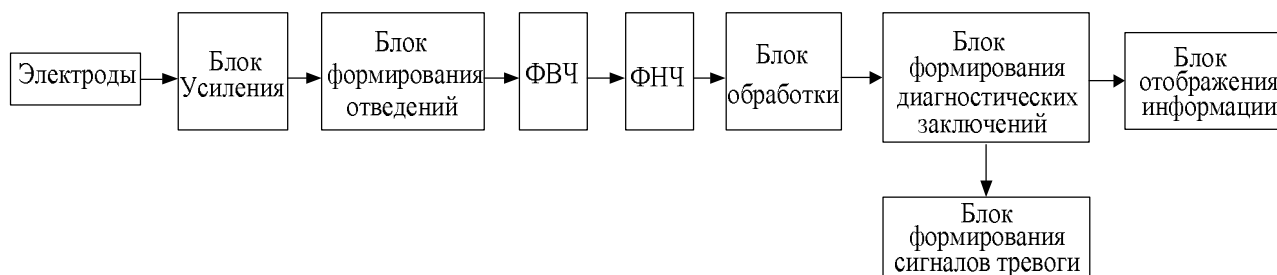 Электроды
Блок
Усиления
Блок
формирования
отведений
ФВЧ
ФНЧ
Блок
обработки
Блок
формирования
диагностических
заключений
Блок
отображения
информации
Блок
формирования
сигналов тревоги